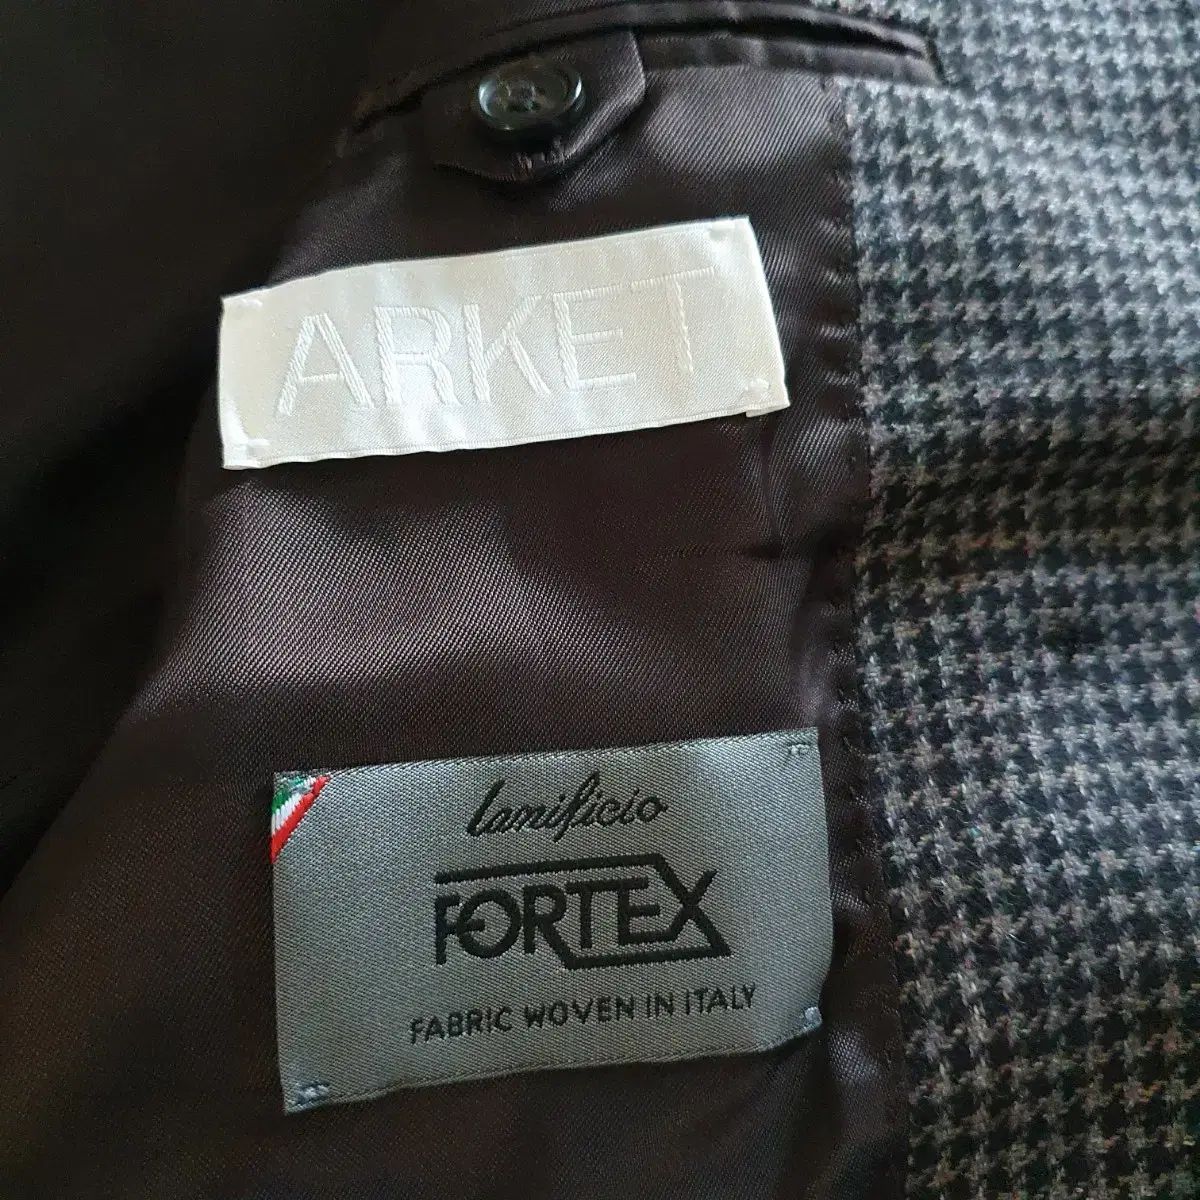 ARKET
lanificio
FORTEX
FABRIC WOVEN IN ITALY